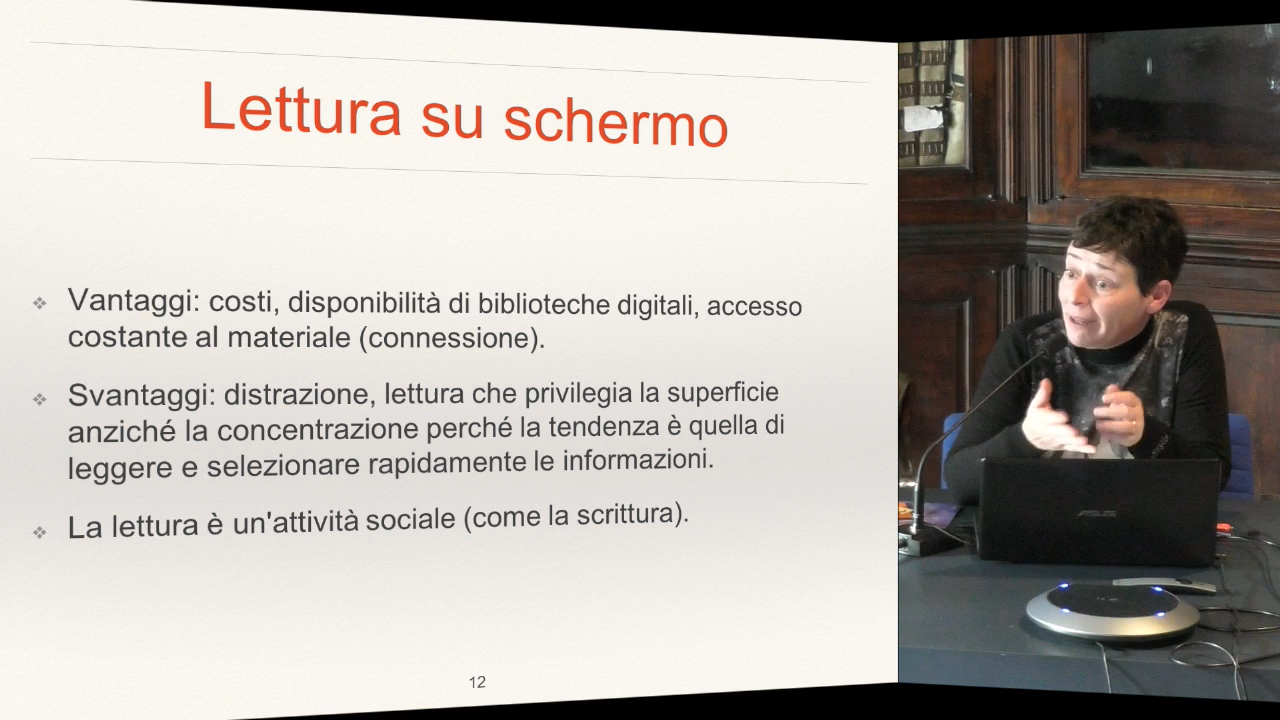 Lettura su schermo
Vantaggi: costi, disponibilità di biblioteche digitali, accesso
costante al materiale (connessione).
Svantaggi: distrazione, lettura che privilegia la superficie
anziché la concentrazione perché la tendenza è quella di
leggere e selezionare rapidamente le informazioni.
La lettura è un'attività sociale (come la scrittura).
12
ASUS